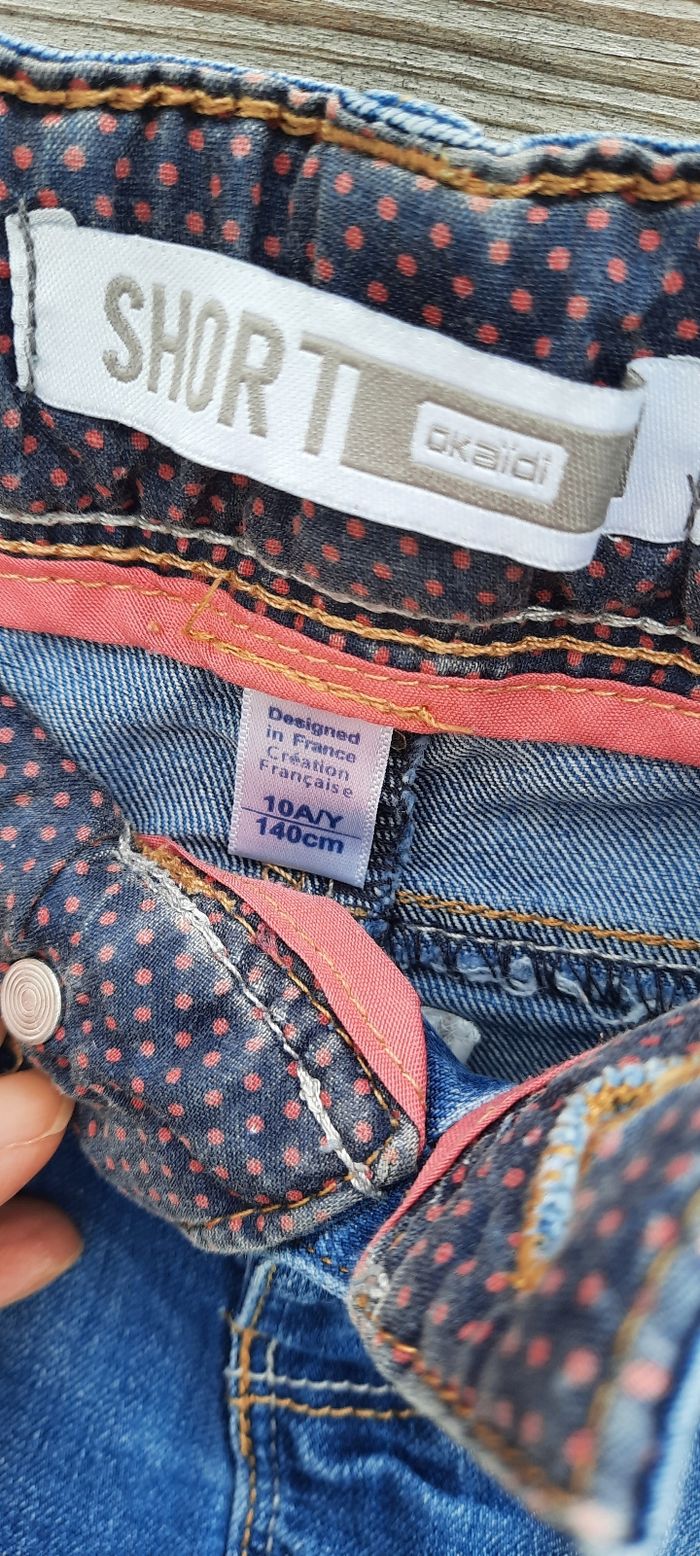 SHORT
okaïdi
Designed
in France
Création
Française
10A/Y
140cm